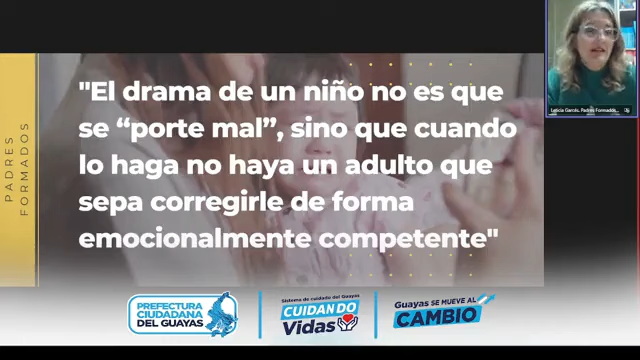 PADRES
FORMADOS
"El drama de un niño no es que
se “porte mal”, sino que cuando
lo haga no haya un adulto que
sepa corregirle de forma
emocionalmente competente"
Leticia Garcés. Padres Formados...
PREFECTURA
CIUDADANA
DEL GUAYAS
Sistema de cuidado del Guayas
CUIDANDO
Vidas
Guayas SE MUEVE AL
CAMBIO